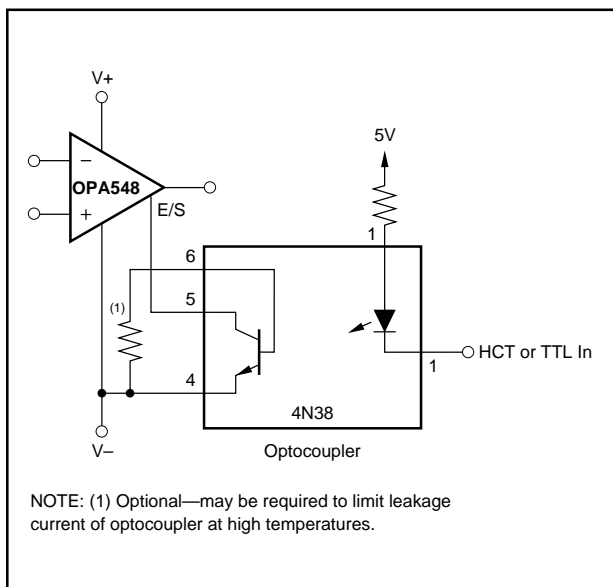 V+
5V
−
OPA548
+
E/S
1
6
(1)
5
HCT or TTL In
1
4
4N38
V–
Optocoupler
NOTE: (1) Optional—may be required to limit leakage
current of optocoupler at high temperatures.